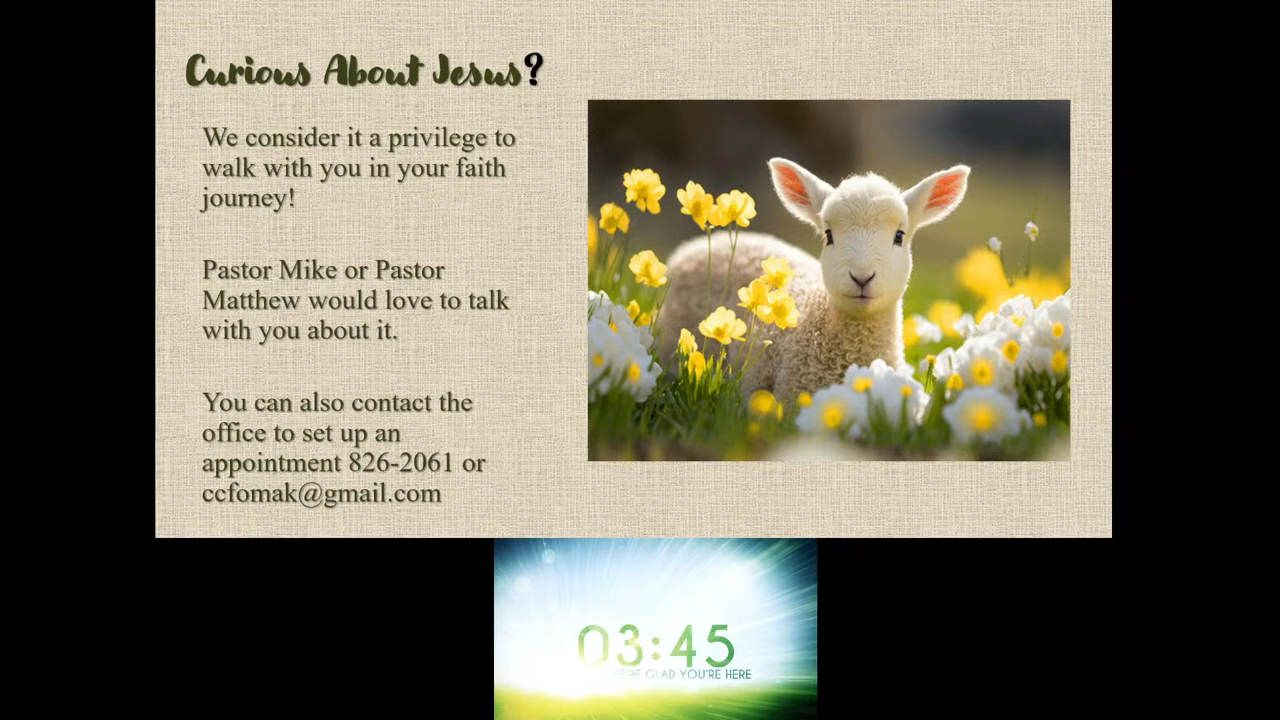 Curious About Jesus?
We consider it a privilege to
walk with you in your faith
journey!
Pastor Mike or Pastor
Matthew would love to talk
with you about it.
You can also contact the
office to set up an
appointment 826-2061 or
ccfomak@gmail.com
03:45
WE'RE GLAD YOU'RE HERE